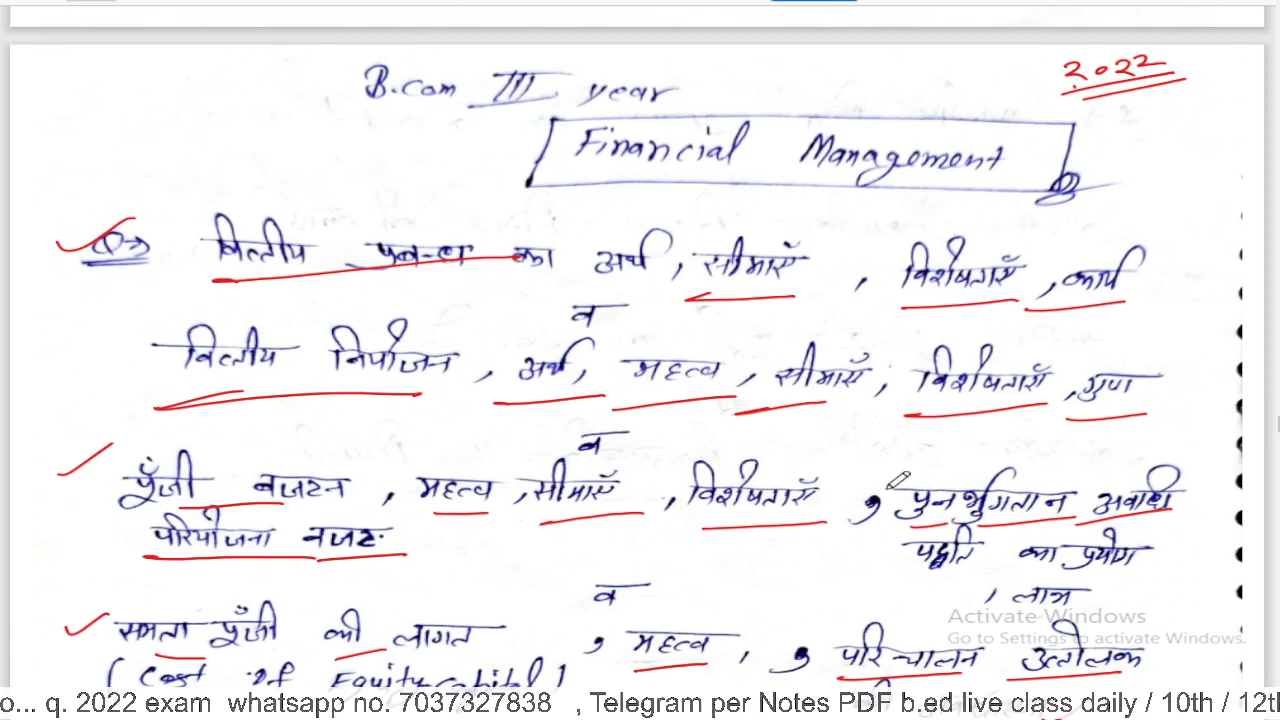 2022
B.com III year
Financial Management
Q→ वित्तीय प्रबन्ध का अर्थ, सीमाएँ, विशेषताएँ, कार्य
व
वित्तीय नियोजन, अर्थ, महत्व, सीमाएँ, विशेषताएँ, गुण
व
पूँजी बजटन, महत्व, सीमाएँ, विशेषताएँ, पुनर्भुगतान अवधि
परियोजना बजट पद्धति का प्रयोग
, लाभ
व
समता पूँजी की लागत, महत्व, परिचालन उत्तोलक
(Cost of Equity capital)
Activate Windows
Go to Settings to activate Windows.
o... q. 2022 exam whatsapp no. 7037327838 , Telegram per Notes PDF b.ed live class daily / 10th / 12t